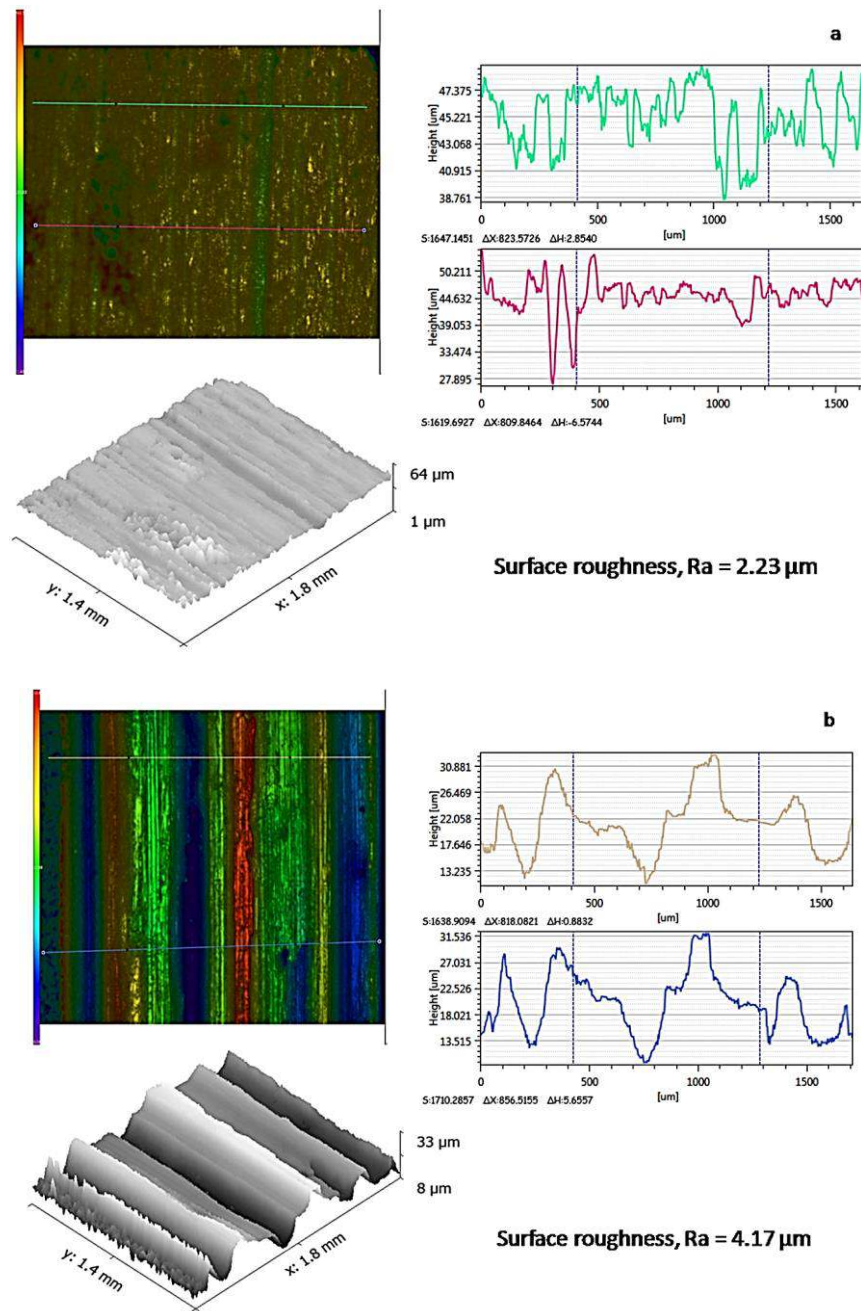 a
Height [um]
47.375
45.221
43.068
40.915
38.761
0
500
1000
1500
[um]
S:1647.1451 ΔX:823.5726 ΔH:2.8540
Height [um]
50.211
44.632
39.053
33.474
27.895
0
500
1000
1500
[um]
S:1619.6927 ΔX:809.8464 ΔH:-6.5744
64 µm
1 µm
y: 1.4 mm
x: 1.8 mm
Surface roughness, Ra = 2.23 µm
b
Height [um]
30.881
26.469
22.058
17.646
13.235
0
500
1000
1500
[um]
S:1638.9094 ΔX:818.0821 ΔH:0.8832
Height [um]
31.536
27.031
22.526
18.021
13.515
0
500
1000
1500
[um]
S:1710.2857 ΔX:856.5155 ΔH:5.6557
33 µm
8 µm
y: 1.4 mm
x: 1.8 mm
Surface roughness, Ra = 4.17 µm